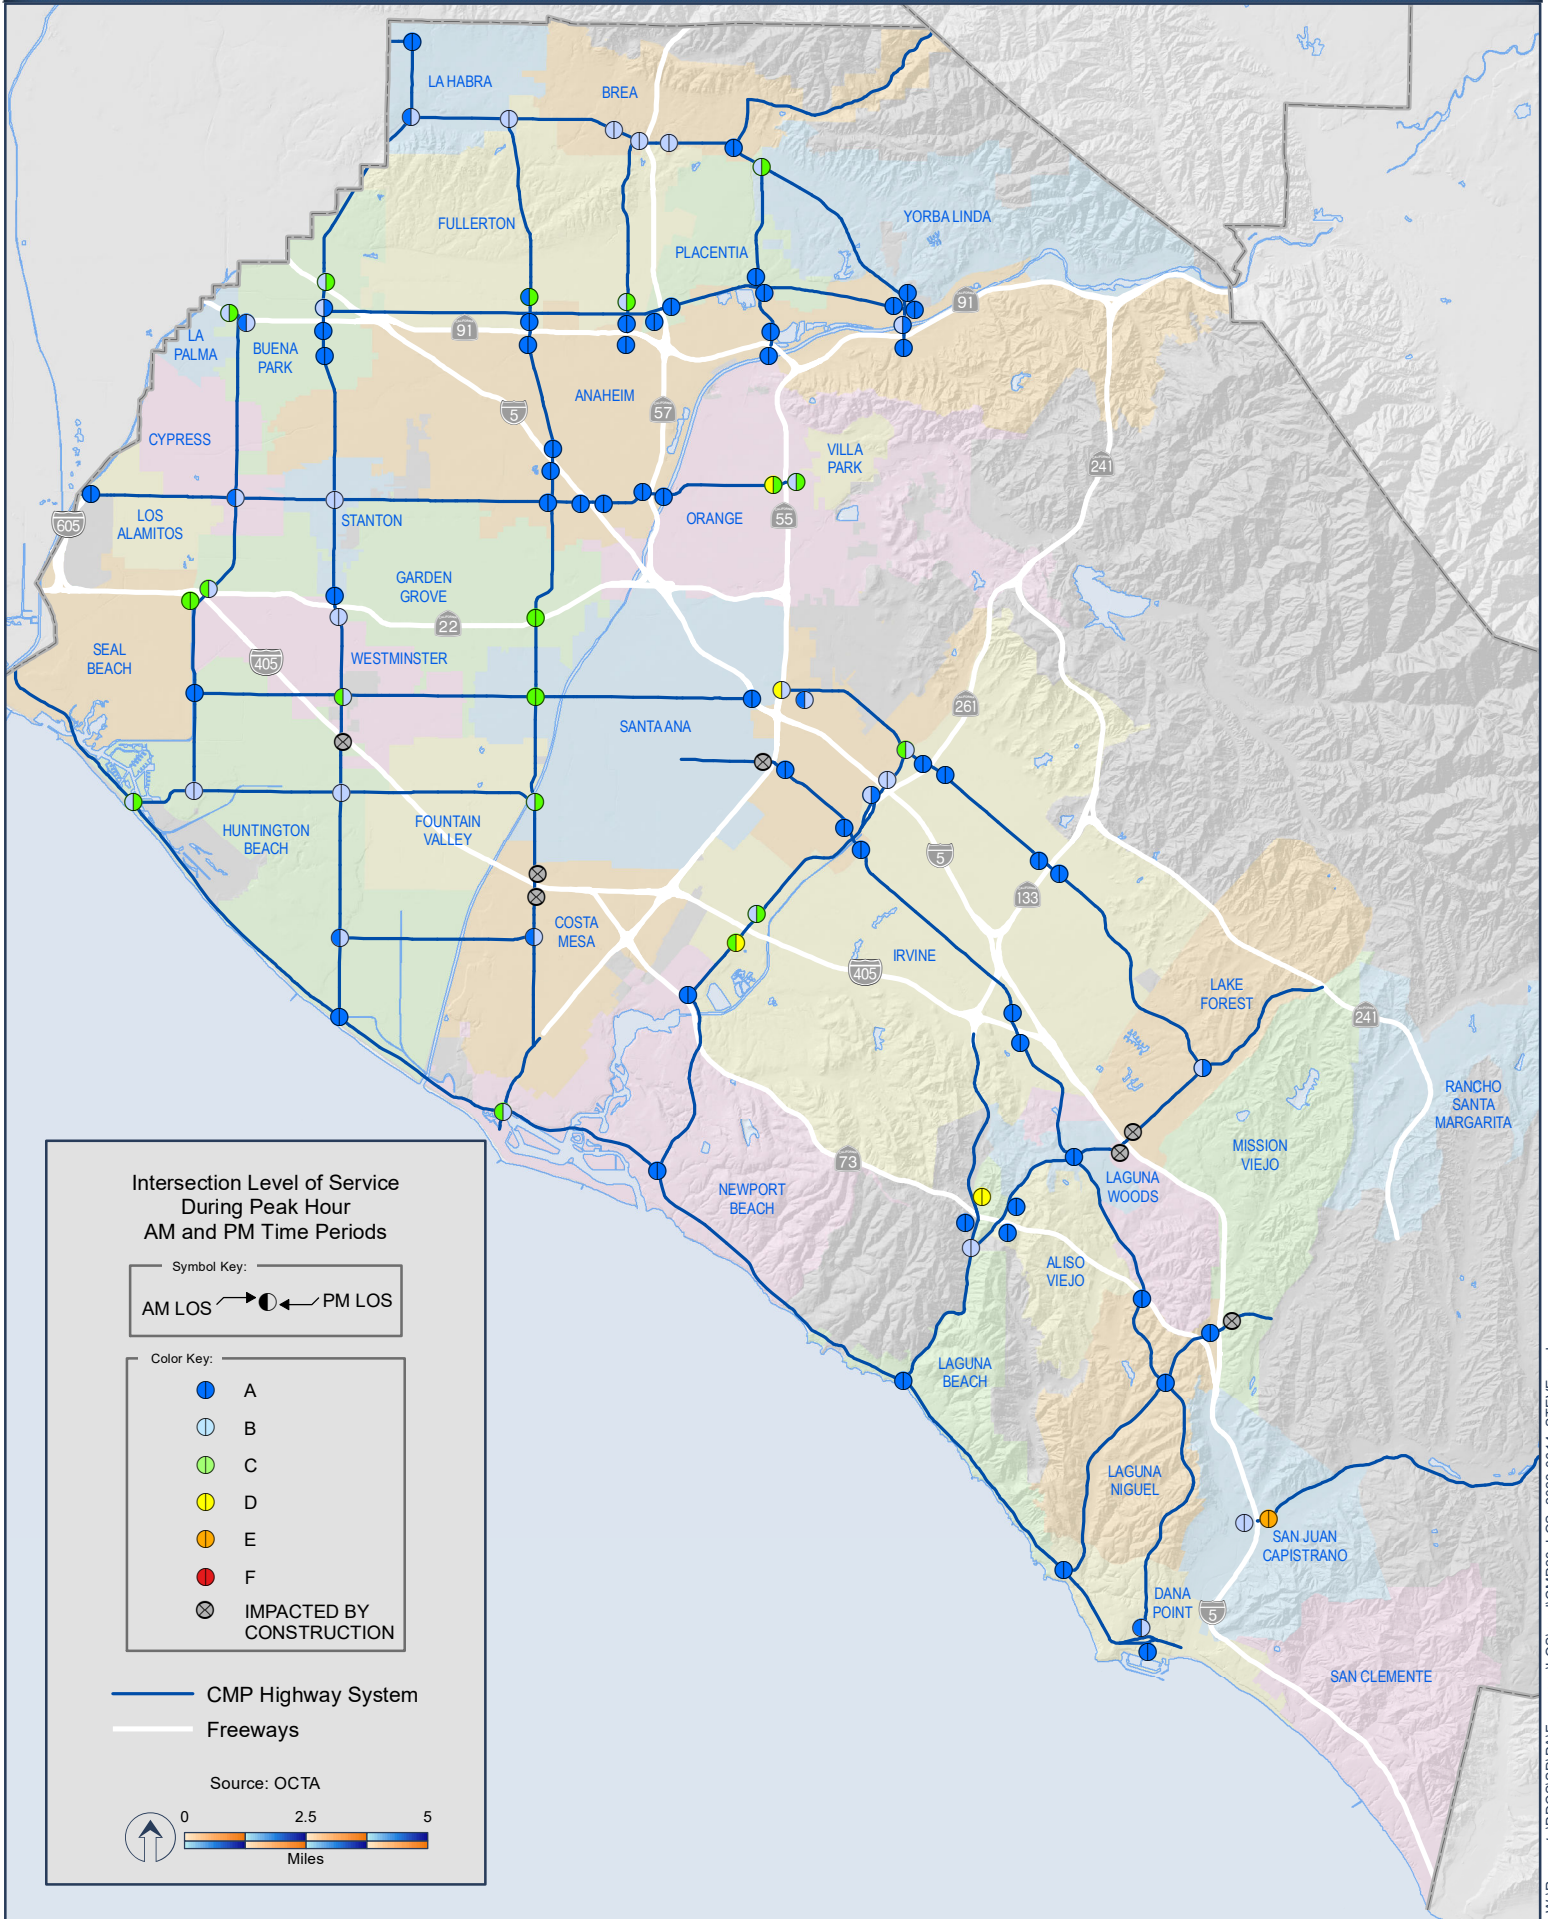 LA HABRA
BREA
FULLERTON
YORBA LINDA
PLACENTIA
91
LA
PALMA
BUENA
PARK
91
ANAHEIM
5
57
CYPRESS
VILLA
PARK
241
LOS
ALAMITOS
605
STANTON
ORANGE
55
GARDEN
GROVE
22
SEAL
BEACH
405
WESTMINSTER
261
SANTA ANA
HUNTINGTON
BEACH
FOUNTAIN
VALLEY
5
133
COSTA
MESA
IRVINE
405
LAKE
FOREST
241
RANCHO
SANTA
MARGARITA
MISSION
VIEJO
73
LAGUNA
WOODS
NEWPORT
BEACH
ALISO
VIEJO
LAGUNA
BEACH
LAGUNA
NIGUEL
SAN JUAN
CAPISTRANO
DANA
POINT
5
SAN CLEMENTE
Intersection Level of Service
During Peak Hour
AM and PM Time Periods
Symbol Key:
AM LOS
PM LOS
Color Key:
A
B
C
D
E
F
IMPACTED BY
CONSTRUCTION
CMP Highway System
Freeways
Source: OCTA
0 2.5 5
Miles